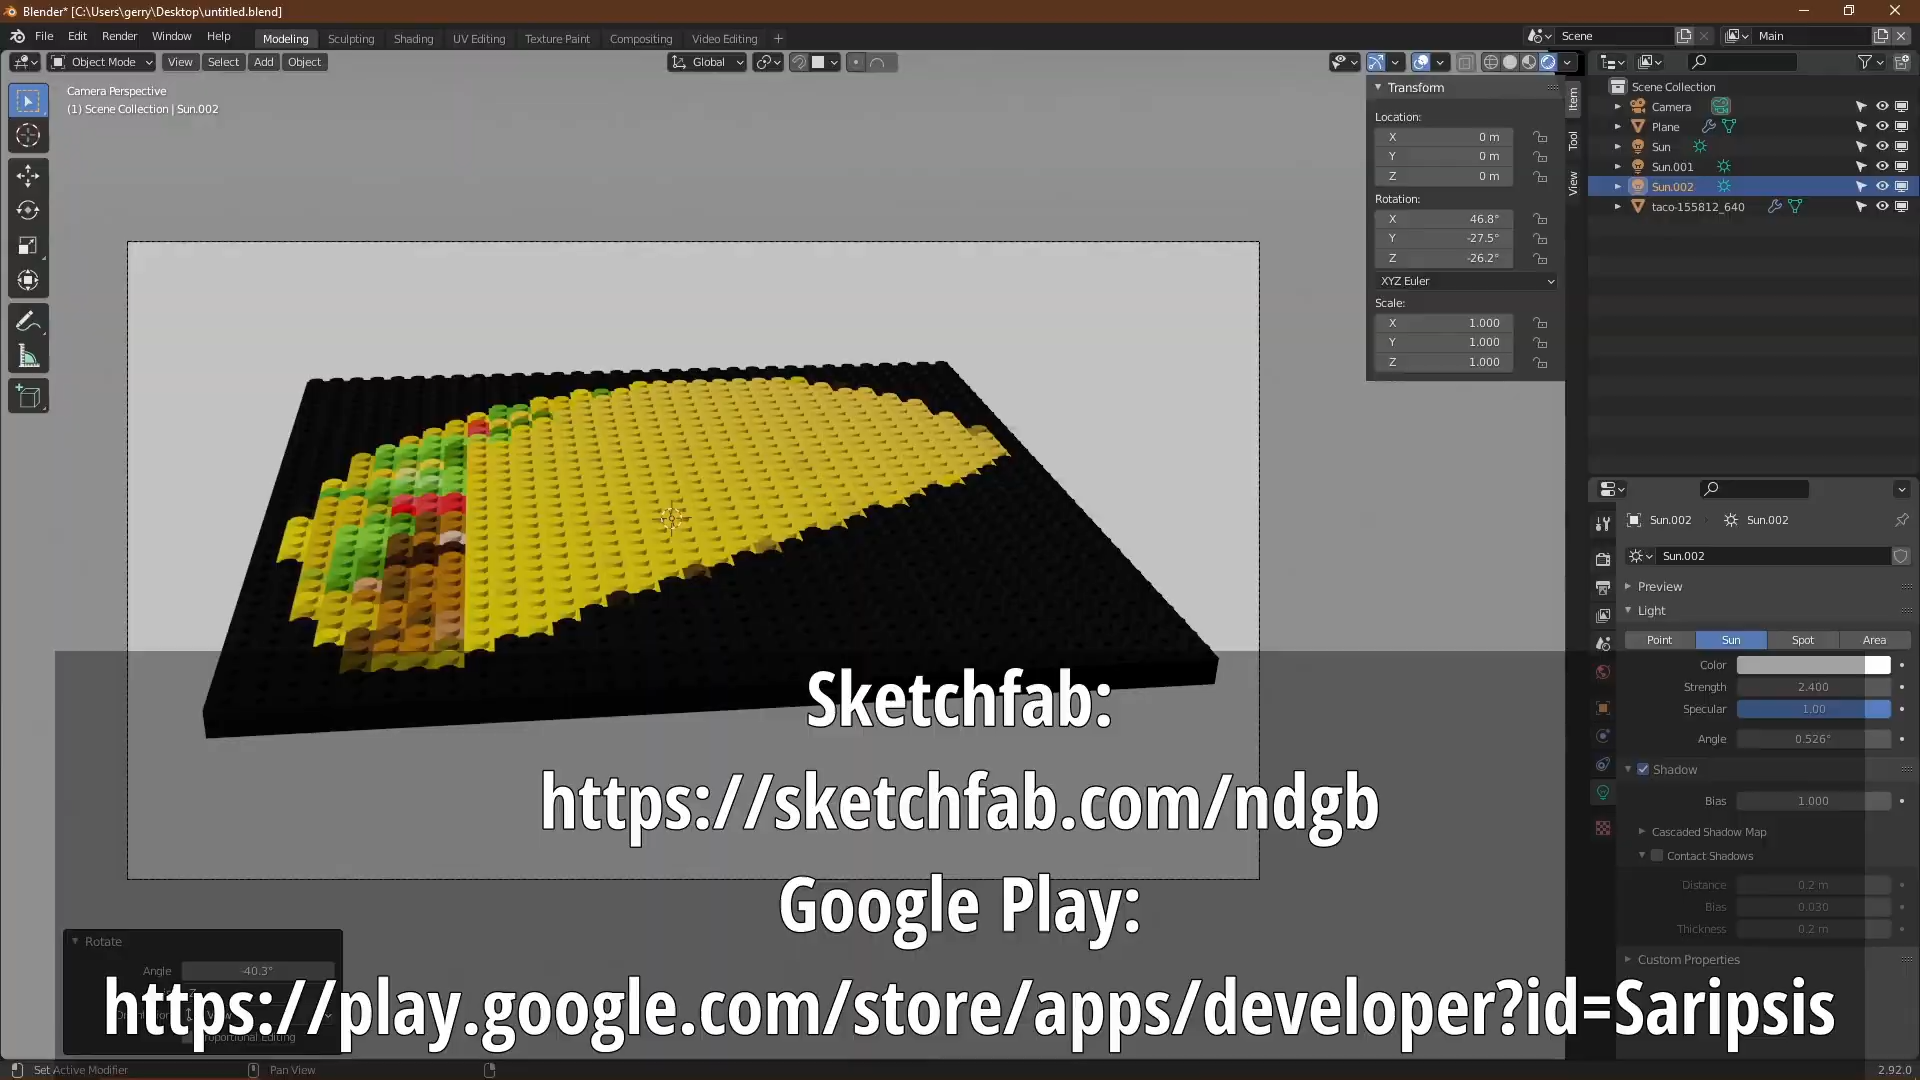 Blender* [C:\Users\gerry\Desktop\untitled.blend]
File Edit Render Window Help
Modeling Sculpting Shading UV Editing Texture Paint Compositing Video Editing +
Scene
Main
Object Mode View Select Add Object
Global
Camera Perspective
(1) Scene Collection | Sun.002
Transform
Location:
X 0 m
Y 0 m
Z 0 m
Rotation:
X 46.8°
Y -27.5°
Z -26.2°
XYZ Euler
Scale:
X 1.000
Y 1.000
Z 1.000
Item
Tool
View
Scene Collection
Camera
Plane
Sun
Sun.001
Sun.002
taco-155812_640
Sun.002 Sun.002
Sun.002
Preview
Light
Point Sun Spot Area
Color
Strength 2.400
Specular 1.00
Angle 0.526°
Shadow
Bias 1.000
Cascaded Shadow Map
Contact Shadows
Distance 0.2 m
Bias 0.030
Thickness 0.2 m
Custom Properties
Sketchfab:
https://sketchfab.com/ndgb
Google Play:
https://play.google.com/store/apps/developer?id=Saripsis
Rotate
Angle -40.3°
Set Active Modifier
Pan View
2.92.0